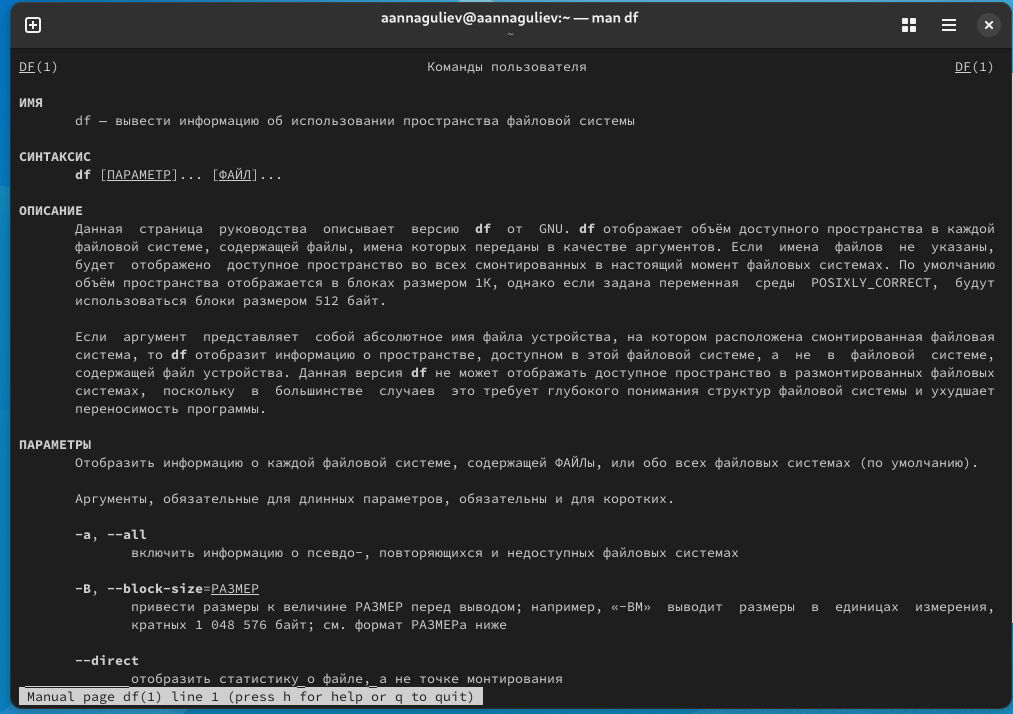 aannaguliev@aannaguliev:~ — man df
~
DF(1) Команды пользователя DF(1)
ИМЯ
df — вывести информацию об использовании пространства файловой системы
СИНТАКСИС
df [ПАРАМЕТР]... [ФАЙЛ]...
ОПИСАНИЕ
Данная страница руководства описывает версию df от GNU. df отображает объём доступного пространства в каждой
файловой системе, содержащей файлы, имена которых переданы в качестве аргументов. Если имена файлов не указаны,
будет отображено доступное пространство во всех смонтированных в настоящий момент файловых системах. По умолчанию
объём пространства отображается в блоках размером 1К, однако если задана переменная среды POSIXLY_CORRECT, будут
использоваться блоки размером 512 байт.
Если аргумент представляет собой абсолютное имя файла устройства, на котором расположена смонтированная файловая
система, то df отобразит информацию о пространстве, доступном в этой файловой системе, а не в файловой системе,
содержащей файл устройства. Данная версия df не может отображать доступное пространство в размонтированных файловых
системах, поскольку в большинстве случаев это требует глубокого понимания структур файловой системы и ухудшает
переносимость программы.
ПАРАМЕТРЫ
Отобразить информацию о каждой файловой системе, содержащей ФАЙЛы, или обо всех файловых системах (по умолчанию).
Аргументы, обязательные для длинных параметров, обязательны и для коротких.
-a, --all
включить информацию о псевдо-, повторяющихся и недоступных файловых системах
-B, --block-size=РАЗМЕР
привести размеры к величине РАЗМЕР перед выводом; например, «-BM» выводит размеры в единицах измерения,
кратных 1 048 576 байт; см. формат РАЗМЕРа ниже
--direct
отобразить статистику о файле, а не точке монтирования
Manual page df(1) line 1 (press h for help or q to quit)